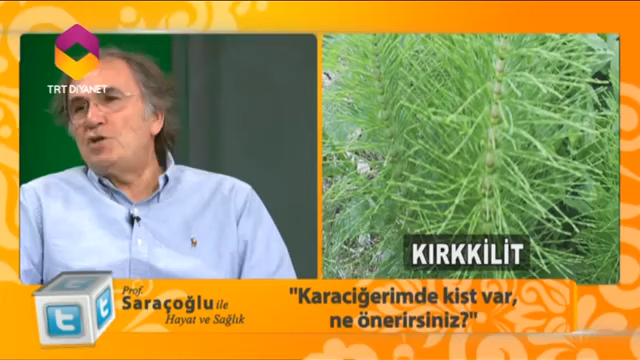 TRT DİYANET
KIRKKİLİT
Prof.
Saraçoğlu ile
Hayat ve Sağlık
"Karaciğerimde kist var,
ne önerirsiniz?"